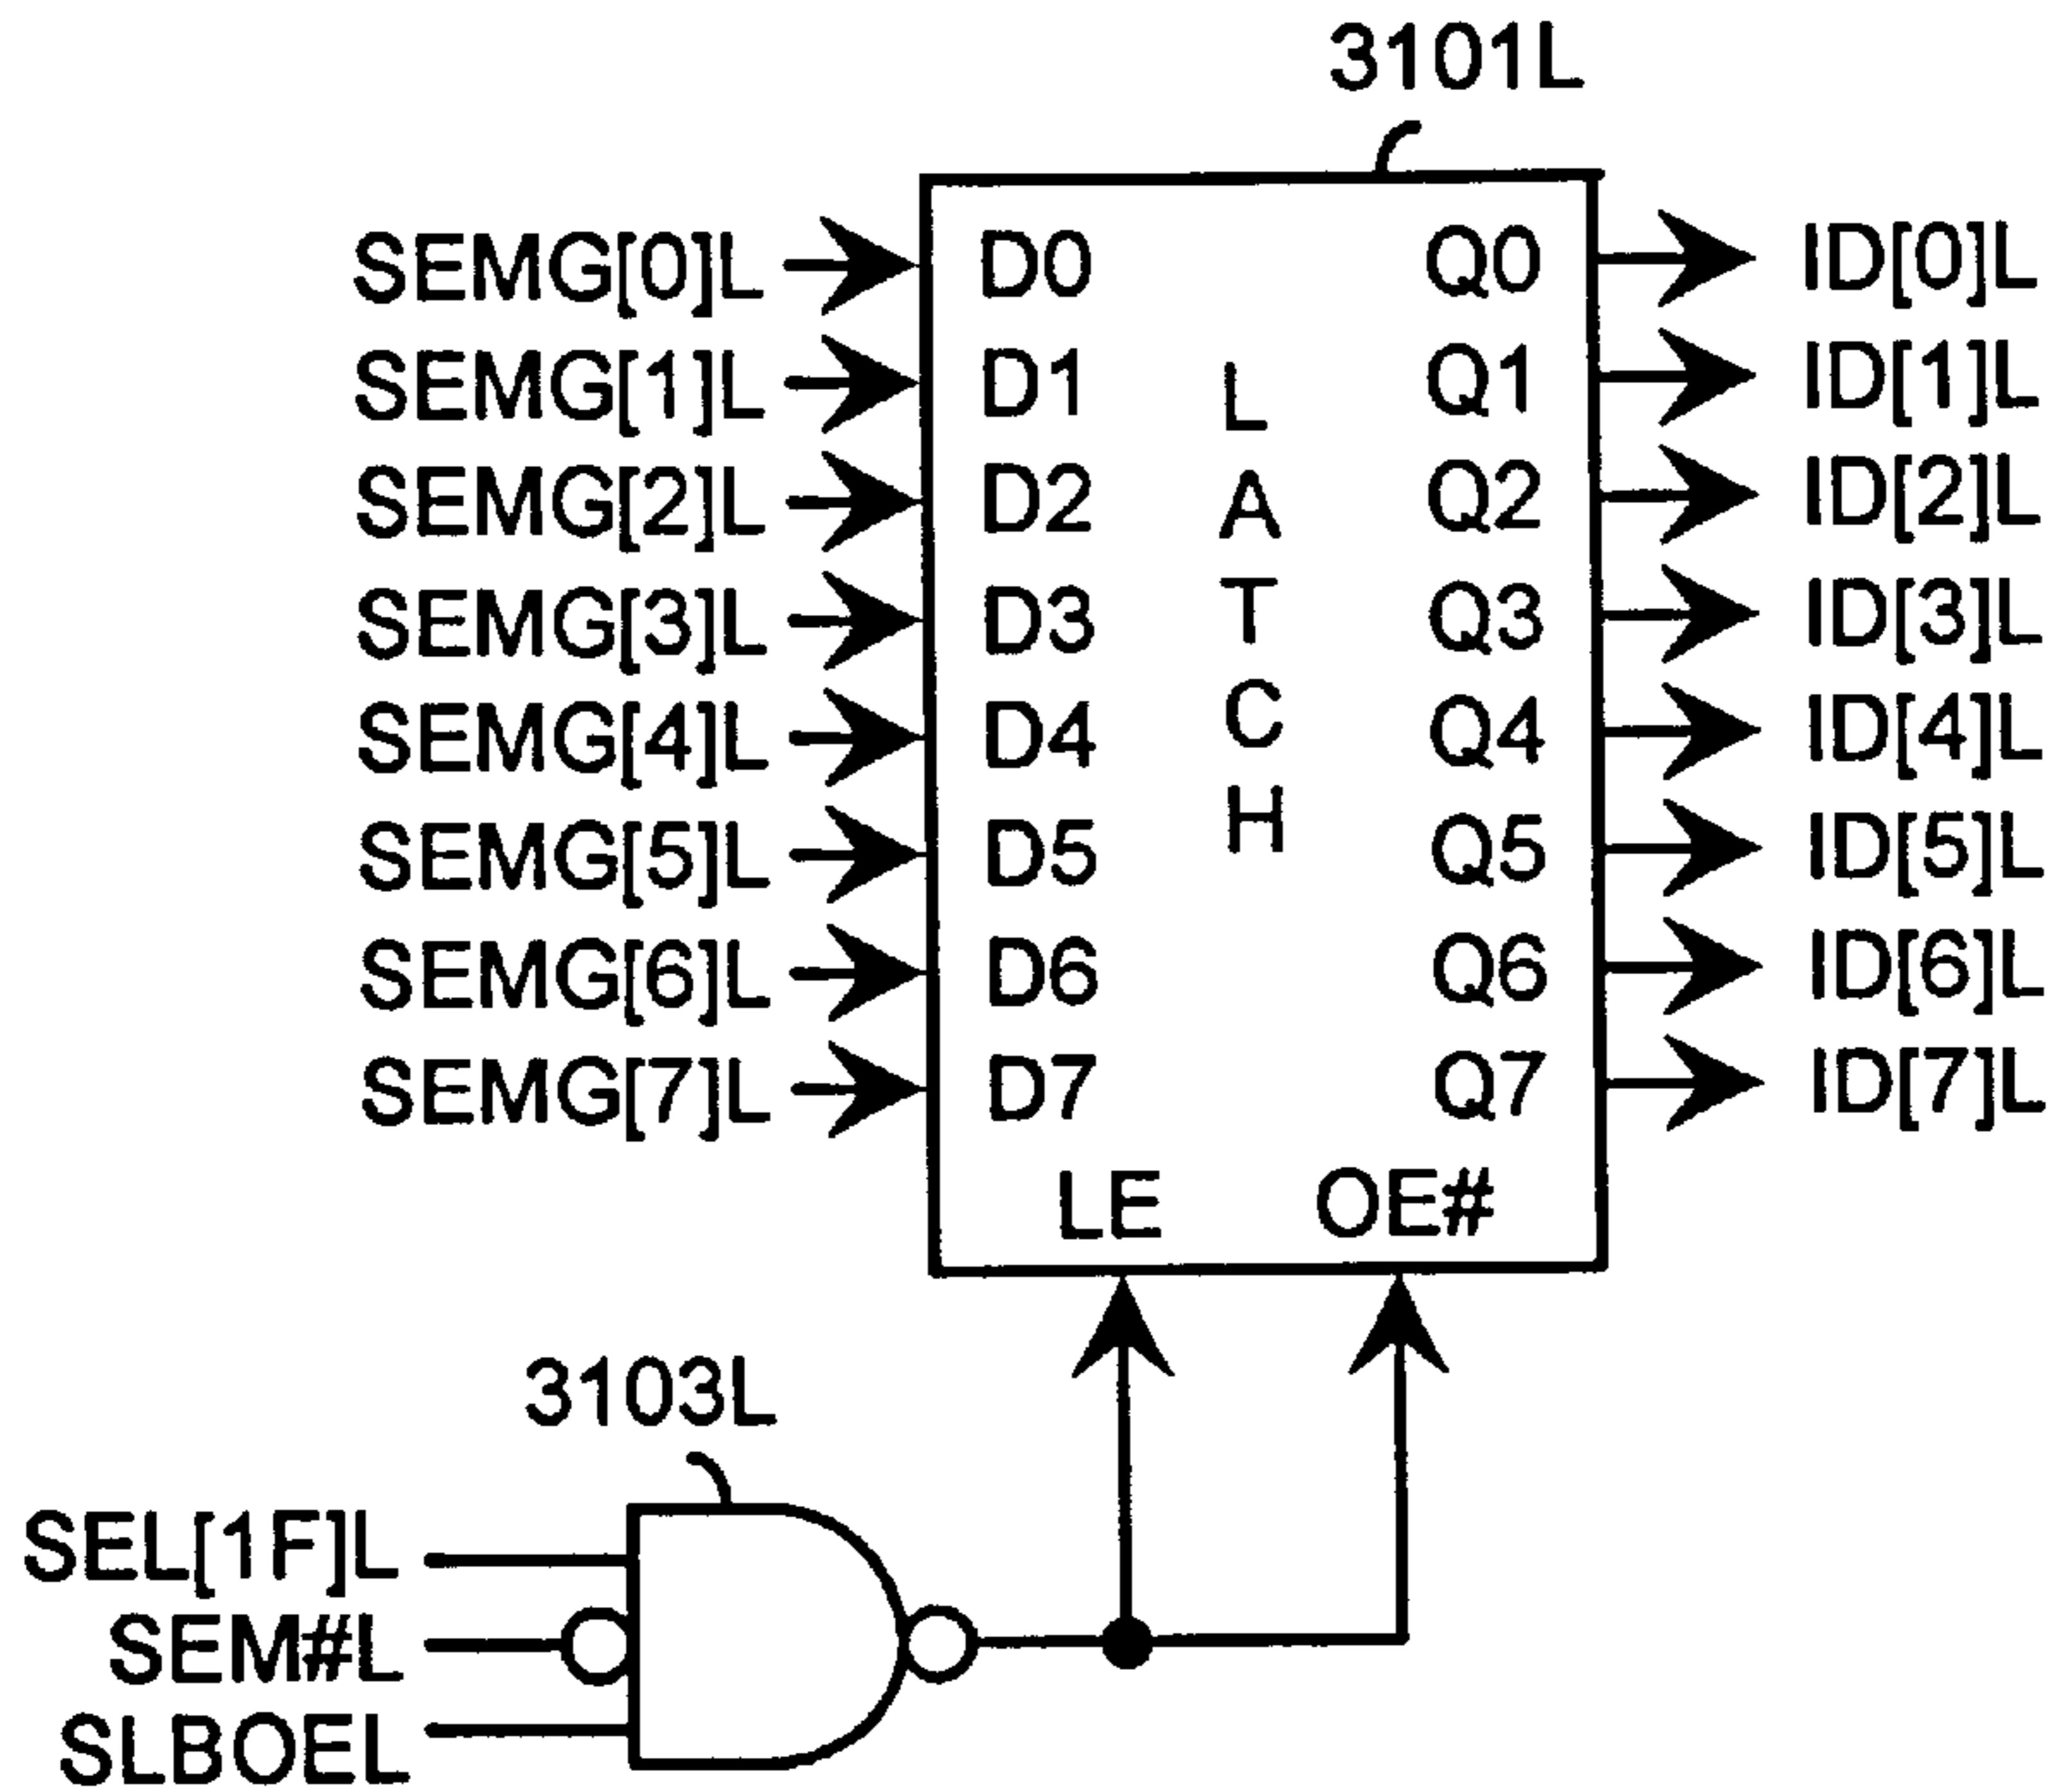 3101L
SEMG[0]L D0 Q0 ID[0]L
SEMG[1]L D1 Q1 ID[1]L
SEMG[2]L D2 Q2 ID[2]L
SEMG[3]L D3 Q3 ID[3]L
SEMG[4]L D4 Q4 ID[4]L
SEMG[5]L D5 Q5 ID[5]L
SEMG[6]L D6 Q6 ID[6]L
SEMG[7]L D7 Q7 ID[7]L
LATCH
LE OE#
3103L
SEL[1F]L
SEM#L
SLBOEL